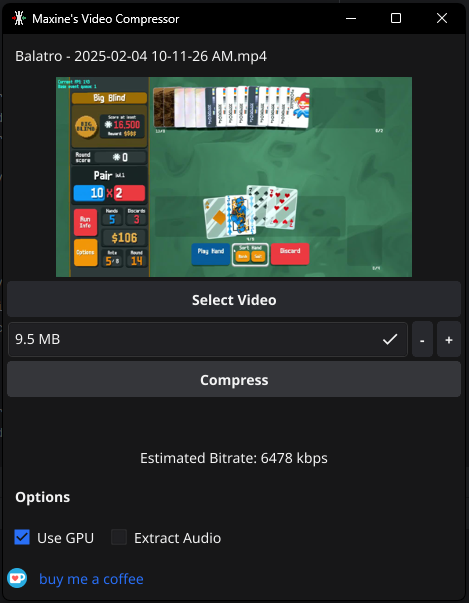 Maxine's Video Compressor
Balatro - 2025-02-04 10-11-26 AM.mp4
Big Blind
BIG BLIND
Score at least
16,500
Reward $$$$
Round score
0
Pair lvl.1
10 X 2
Run Info
Hands
5
Discards
3
$106
Options
Ante
5/8
Round
14
Play Hand
Sort Hand
Rank
Suit
Discard
Select Video
9.5 MB
-
+
Compress
Estimated Bitrate: 6478 kbps
Options
Use GPU
Extract Audio
buy me a coffee